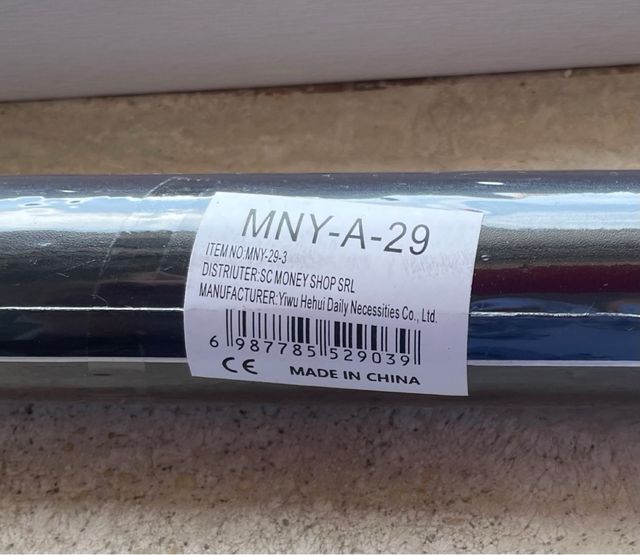 MNY-A-29
ITEM NO:MNY-29-3
DISTRIUTER:SC MONEY SHOP SRL
MANUFACTURER:Yiwu Hehui Daily Necessities Co., Ltd.
6 987785 529039
CE MADE IN CHINA